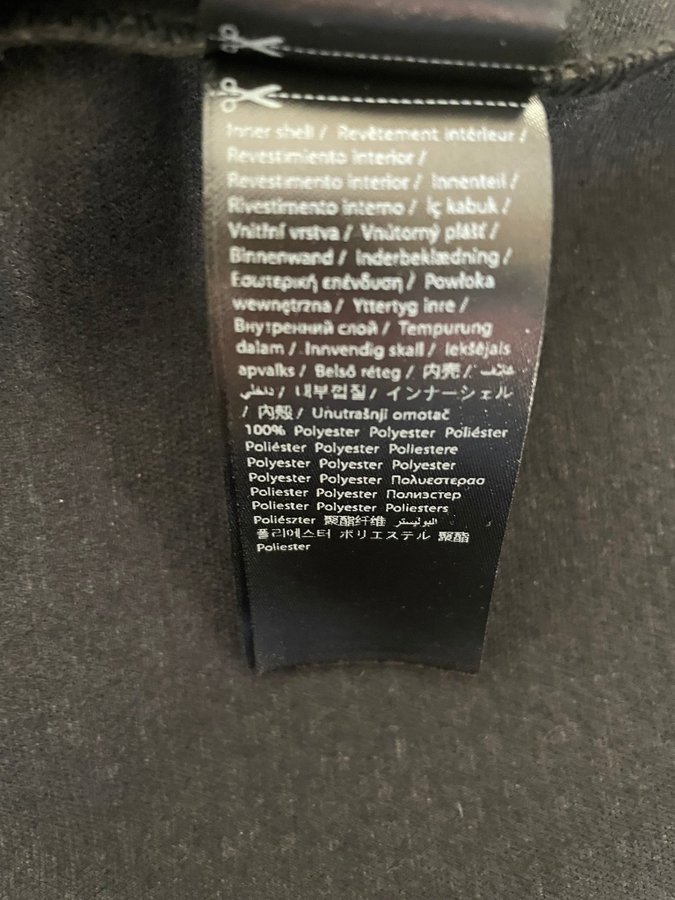 Inner shell / Revêtement intérieur /
Revestimiento interior /
Revestimento interior / Innenteil /
Rivestimento interno / İç kabuk /
Vnitřní vrstva / Vnútorný plášť /
Binnenwand / Inderbeklædning /
Εσωτερική επένδυση / Powłoka
wewnętrzna / Yttertyg inre /
Внутренний слой / Tempurung
dalam / Innvendig skall / Iekšējais
apvalks / Belső réteg / 内壳 / غلاف
داخلي / 내부껍질 / インナーシェル
/ 內殼 / Unutrašnji omotač
100% Polyester Polyester Poliéster
Poliéster Polyester Poliestere
Polyester Polyester Polyester
Polyester Polyester Πολυεστερασ
Poliester Polyester Полиэстер
Poliester Polyester Poliesters
Poliészter 聚酯纤维 البوليستر
폴리에스터 ポリエステル 聚酯
Poliester